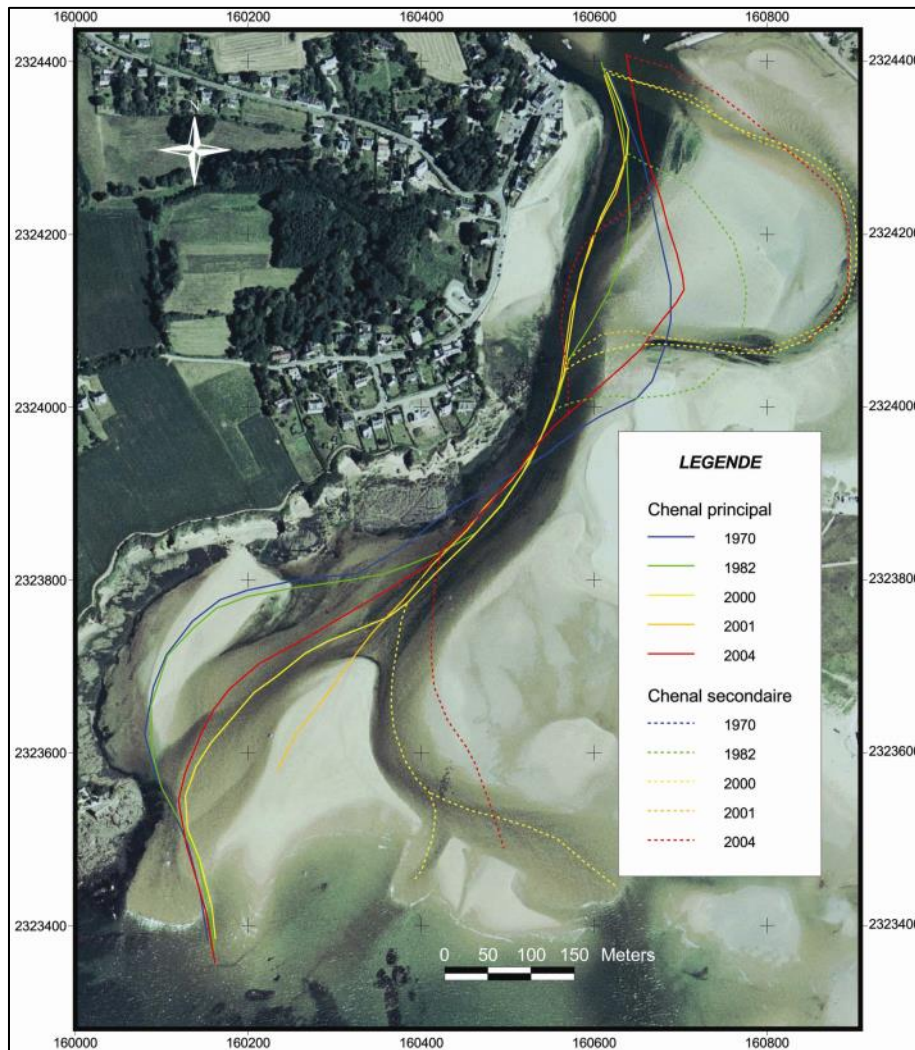 160000 160200 160400 160600 160800
2324400 2324400
N
2324200 2324200
2324000 2324000
LEGENDE
Chenal principal
1970
1982
2000
2001
2004
2323800 2323800
Chenal secondaire
1970
1982
2000
2001
2004
2323600 2323600
2323400 2323400
0 50 100 150 Meters
160000 160200 160400 160600 160800